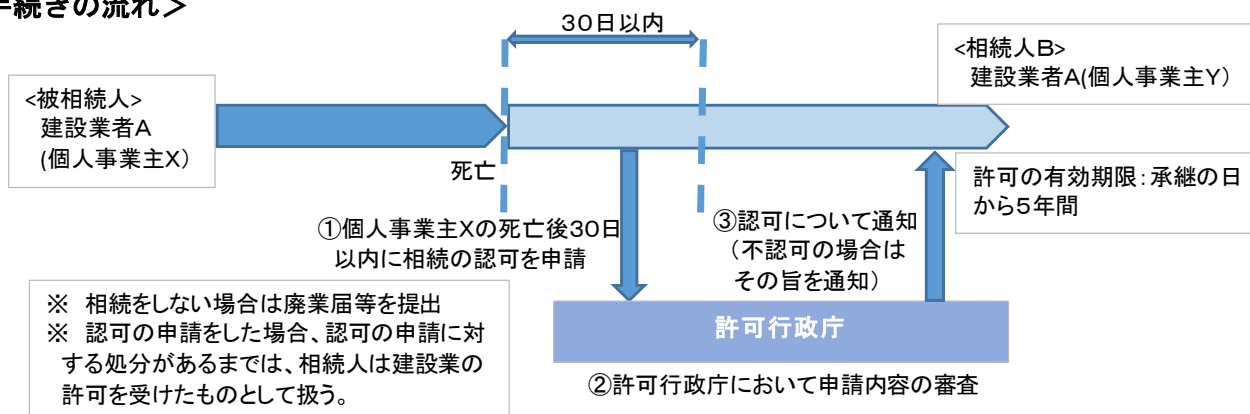 手続きの流れ＞
30日以内
<被相続人>
建設業者A
(個人事業主X）
<相続人B>
建設業者A(個人事業主Y）
死亡
許可の有効期限：承継の日
から５年間
①個人事業主Xの死亡後30日
以内に相続の認可を申請
③認可について通知
（不認可の場合は
その旨を通知）
※　相続をしない場合は廃業届等を提出
※　認可の申請をした場合、認可の申請に対
する処分があるまでは、相続人は建設業の
許可を受けたものとして扱う。
許可行政庁
②許可行政庁において申請内容の審査